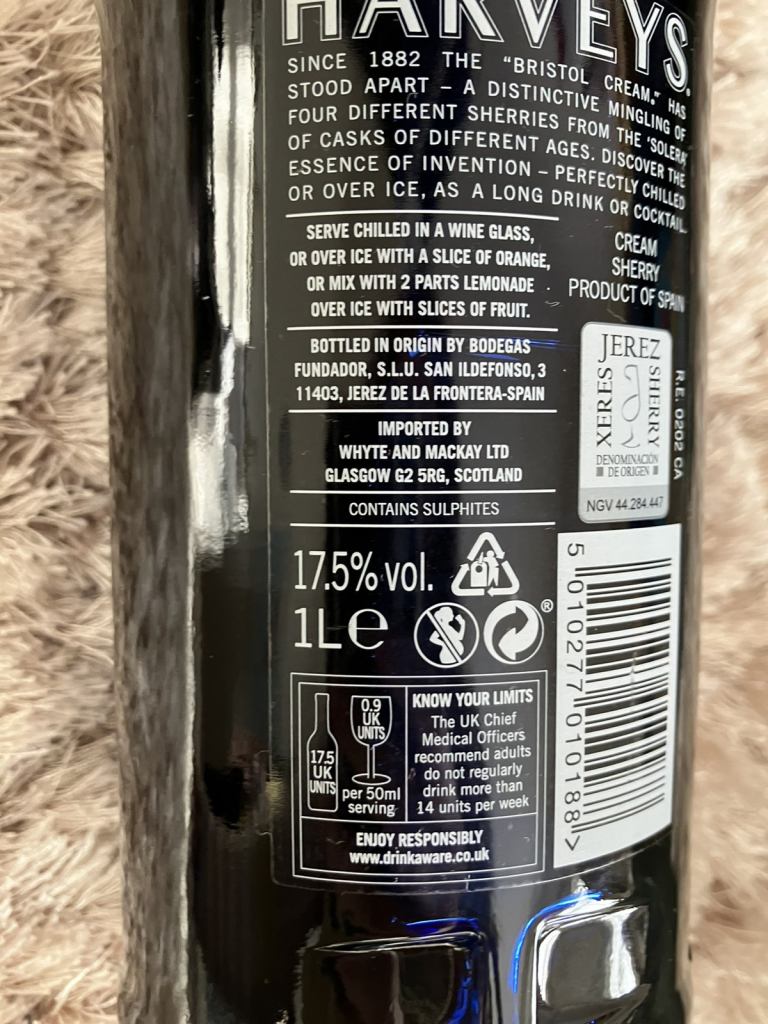 HARVEYS®
SINCE 1882 THE “BRISTOL CREAM®” HAS
STOOD APART – A DISTINCTIVE MINGLING OF
FOUR DIFFERENT SHERRIES FROM THE ‘SOLERA’
OF CASKS OF DIFFERENT AGES. DISCOVER THE
ESSENCE OF INVENTION – PERFECTLY CHILLED
OR OVER ICE, AS A LONG DRINK OR COCKTAIL.
SERVE CHILLED IN A WINE GLASS,
OR OVER ICE WITH A SLICE OF ORANGE,
OR MIX WITH 2 PARTS LEMONADE
OVER ICE WITH SLICES OF FRUIT.
BOTTLED IN ORIGIN BY BODEGAS
FUNDADOR, S.L.U. SAN ILDEFONSO, 3
11403, JEREZ DE LA FRONTERA-SPAIN
IMPORTED BY
WHYTE AND MACKAY LTD
GLASGOW G2 5RG, SCOTLAND
CONTAINS SULPHITES
17.5% vol.
1L e
®
17.5
UK
UNITS
0.9
UK
UNITS
per 50ml
serving
KNOW YOUR LIMITS
The UK Chief
Medical Officers
recommend adults
do not regularly
drink more than
14 units per week
ENJOY RESPONSIBLY
www.drinkaware.co.uk
CREAM
SHERRY
PRODUCT OF SPAIN
JEREZ
XERES
SHERRY
DENOMINACIÓN
DE ORIGEN
NGV 44.284.447
R.E. 0202 CA
5 010277 010188 >